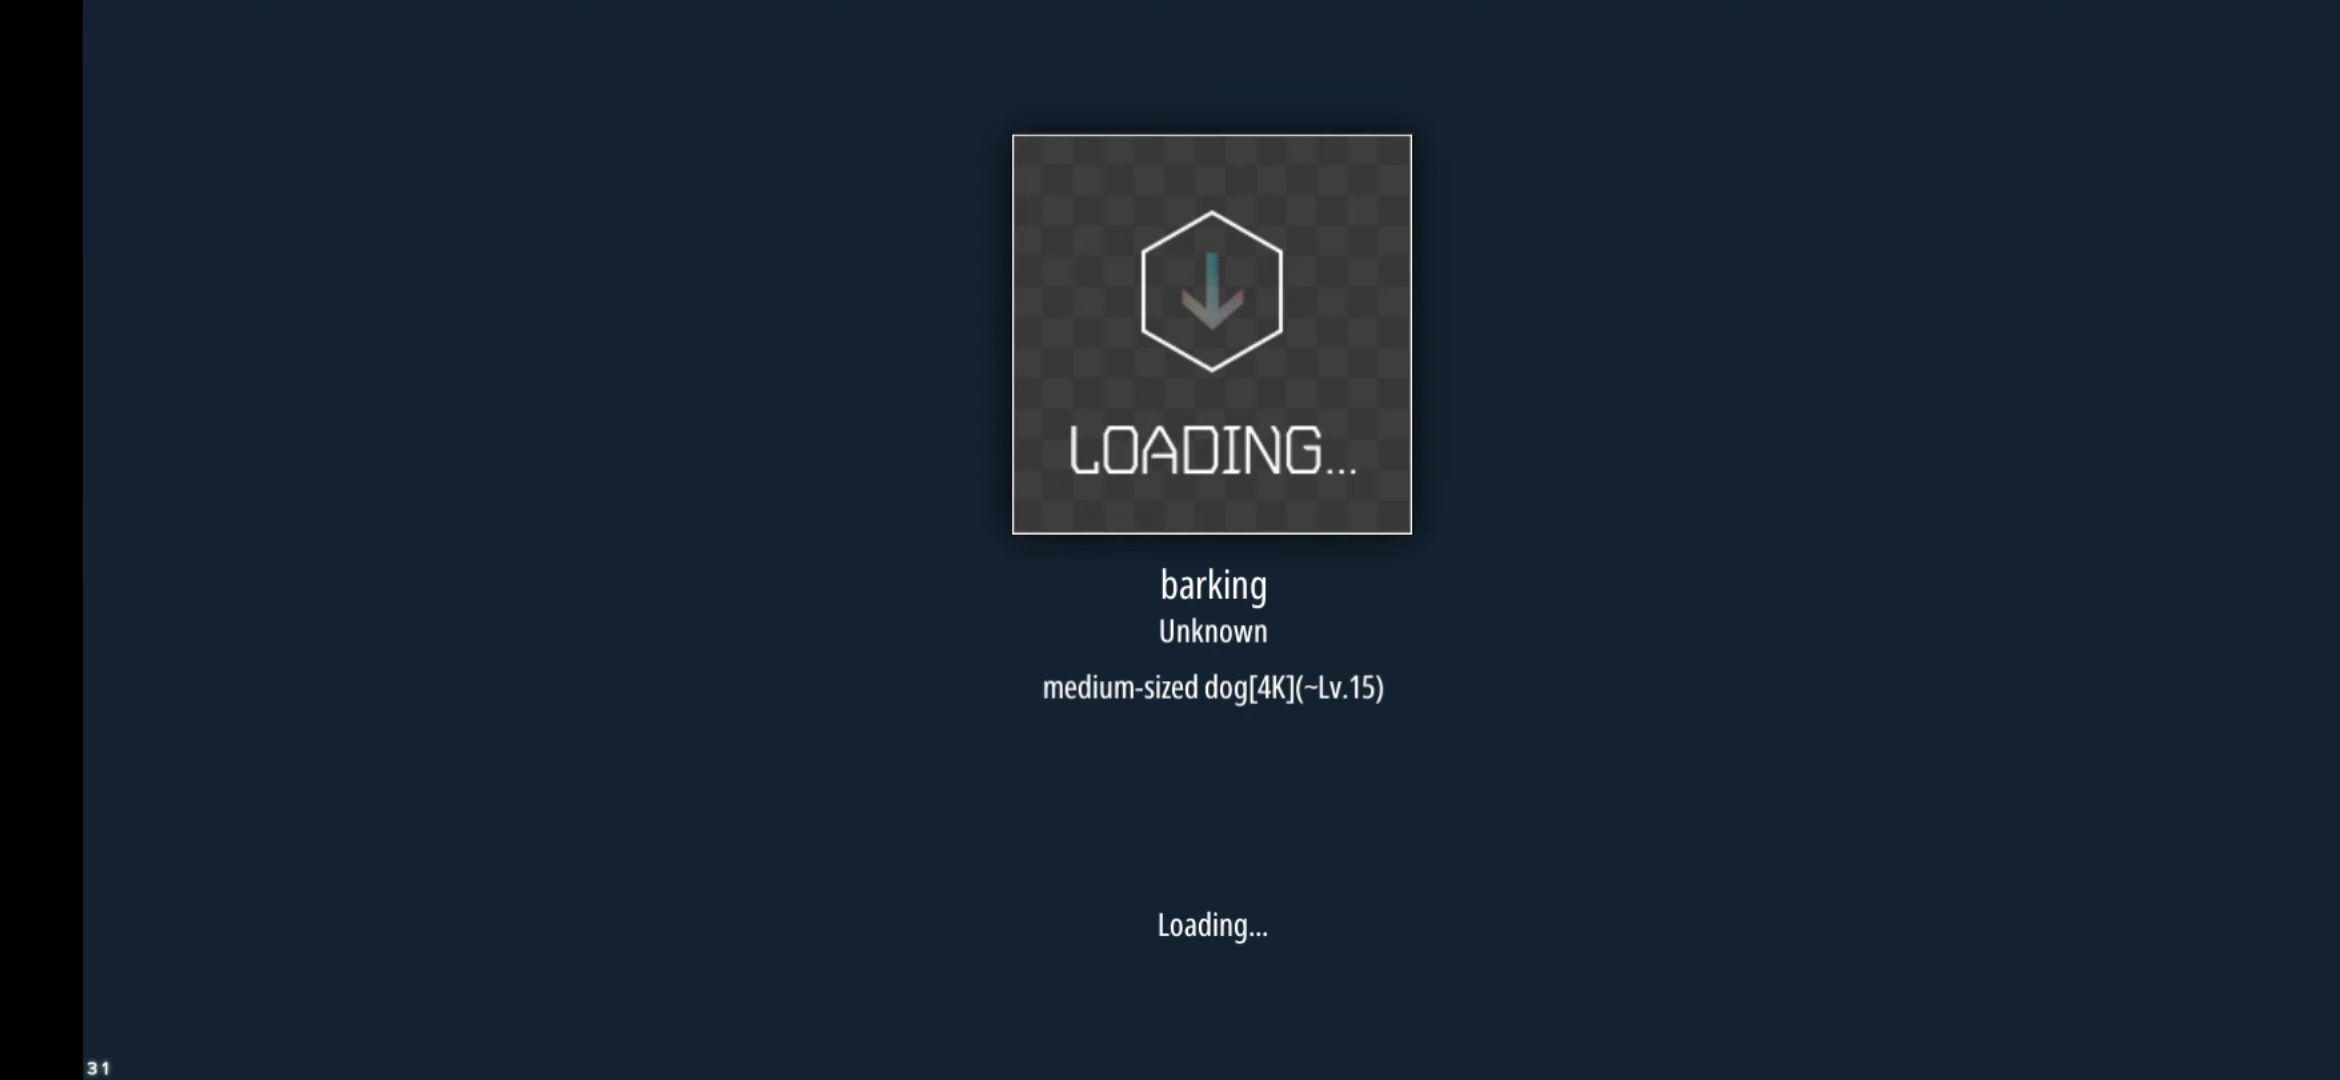 LOADING...
barking
Unknown
medium-sized dog[4K](~Lv.15)
Loading...
31